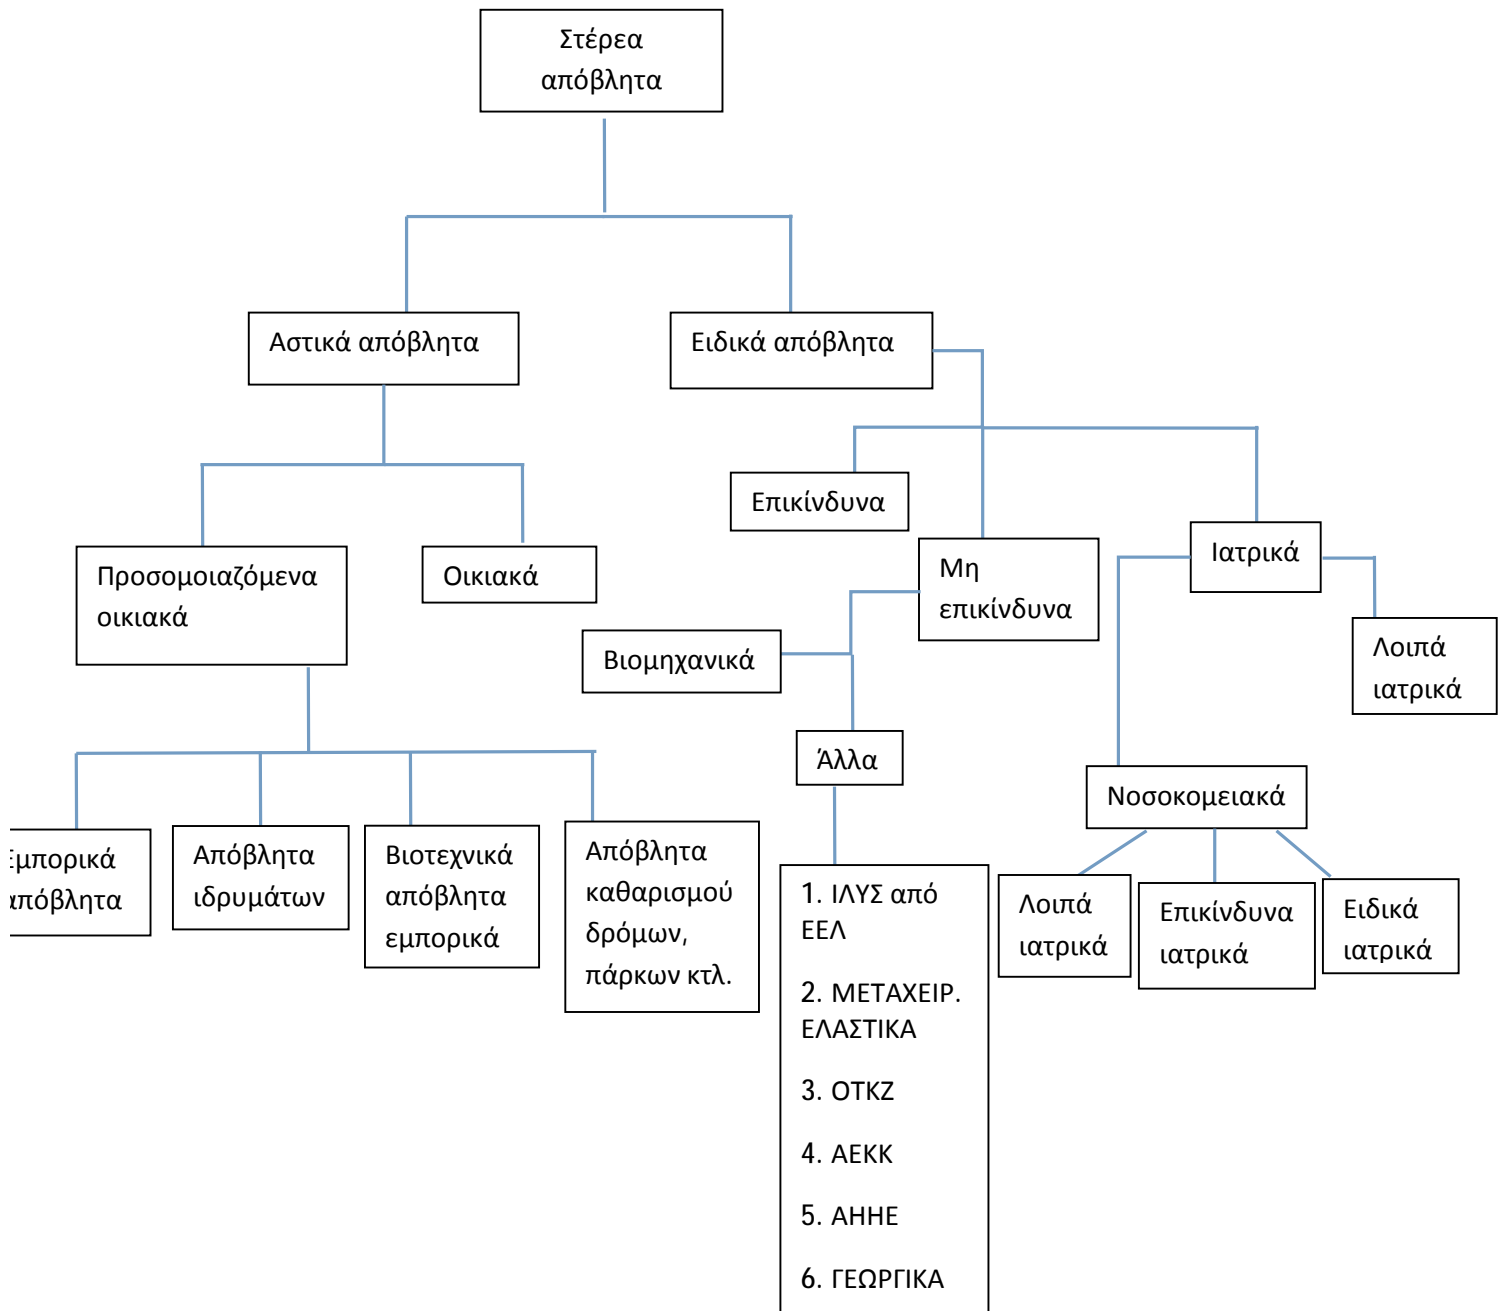 Στέρεα
απόβλητα
Αστικά απόβλητα
Ειδικά απόβλητα
Επικίνδυνα
Μη
επικίνδυνα
Ιατρικά
Προσομοιαζόμενα
οικιακά
Οικιακά
Βιομηχανικά
Λοιπά
ιατρικά
Άλλα
Νοσοκομειακά
Εμπορικά
απόβλητα
Απόβλητα
ιδρυμάτων
Βιοτεχνικά
απόβλητα
εμπορικά
Απόβλητα
καθαρισμού
δρόμων,
πάρκων κτλ.
1. ΙΛΥΣ από
ΕΕΛ
2. ΜΕΤΑΧΕΙΡ.
ΕΛΑΣΤΙΚΑ
3. ΟΤΚΖ
4. ΑΕΚΚ
5. ΑΗΗΕ
6. ΓΕΩΡΓΙΚΑ
Λοιπά
ιατρικά
Επικίνδυνα
ιατρικά
Ειδικά
ιατρικά